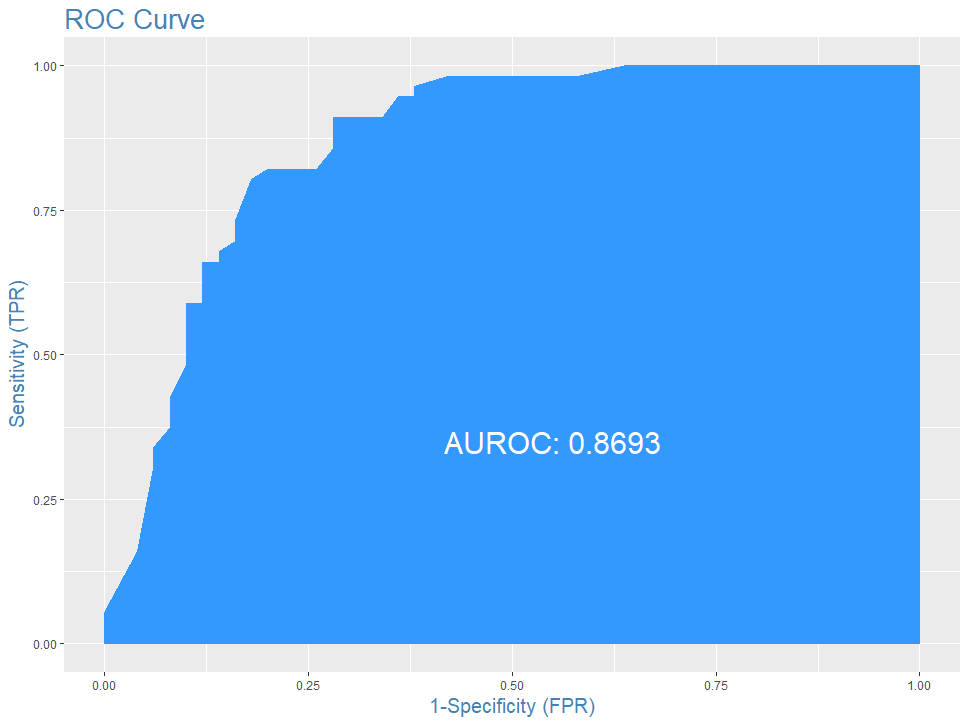 ROC Curve
1.00
0.75
0.50
0.25
0.00
Sensitivity (TPR)
AUROC: 0.8693
0.00
0.25
0.50
0.75
1.00
1-Specificity (FPR)